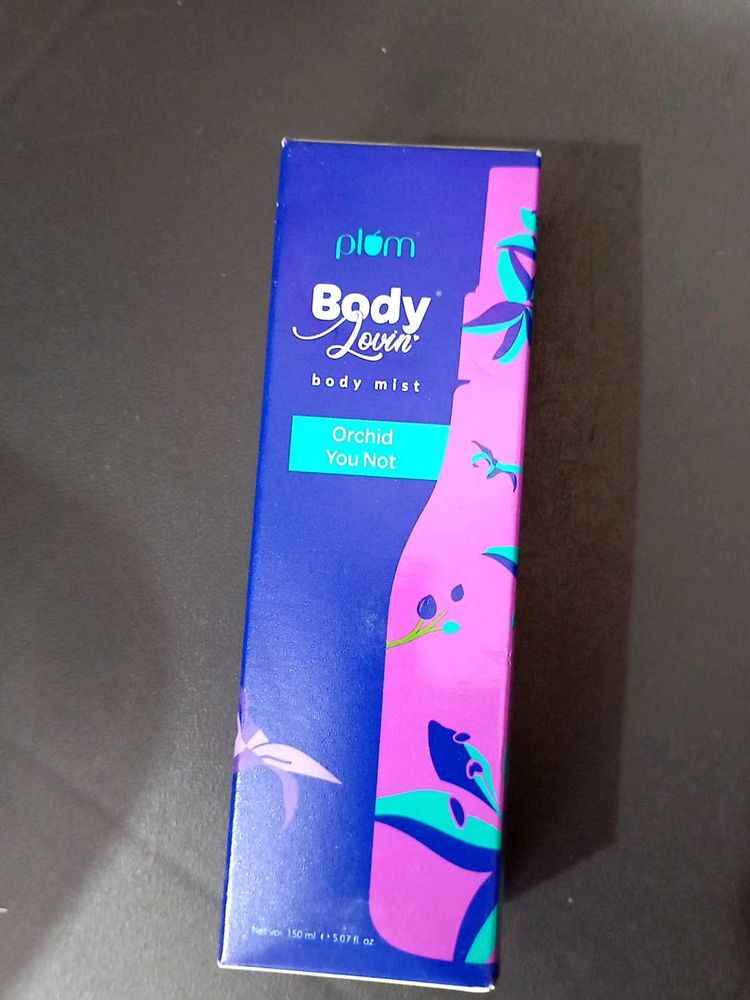 plum
Body®
Lovin'
body mist
Orchid
You Not
Net vol 150 ml • 5.07 fl. oz